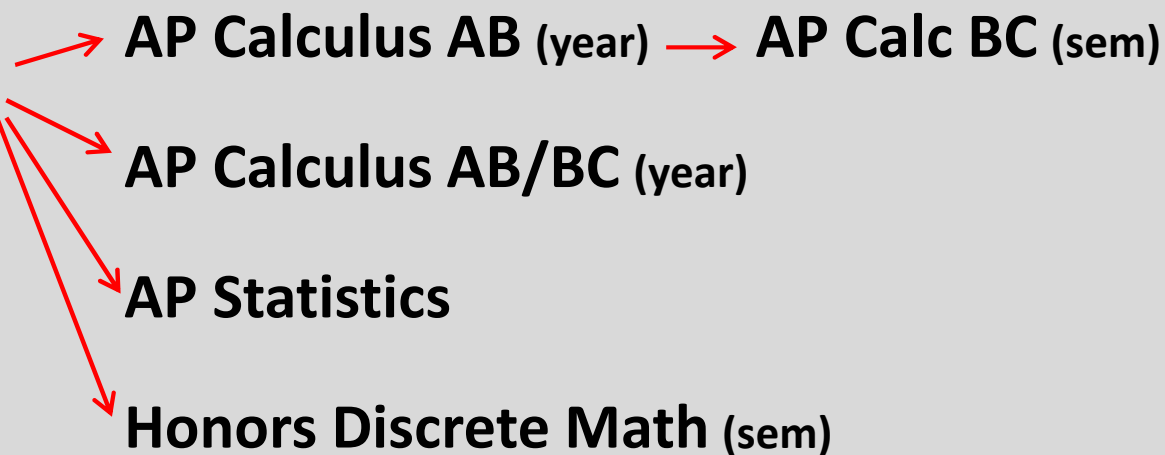 AP Calculus AB (year) AP Calc BC (sem)
AP Calculus AB/BC (year)
AP Statistics
Honors Discrete Math (sem)